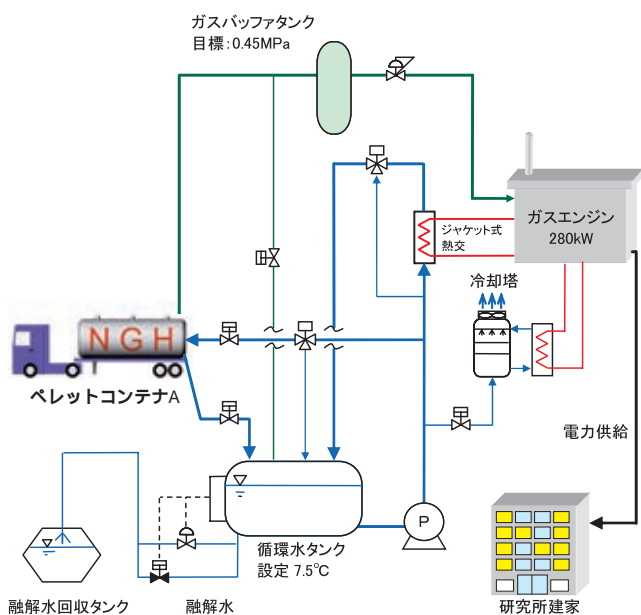 ガスバッファタンク
目標:0.45MPa
ガスエンジン
280kW
ジャケット式
熱交
冷却塔
NGH
ペレットコンテナA
電力供給
P
循環水タンク
設定 7.5℃
融解水回収タンク
融解水
研究所建家